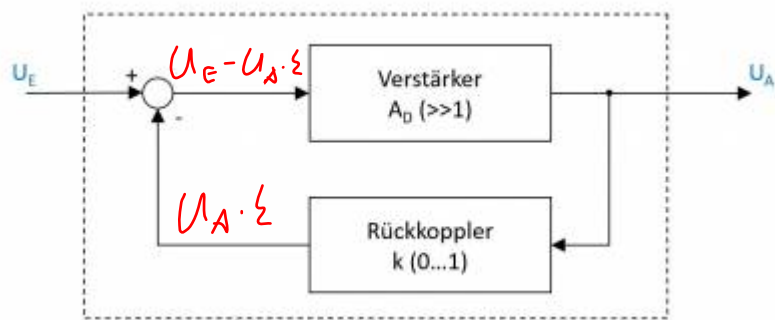 U_E
+
-
U_E - U_A · k
Verstärker
A_D (>>1)
U_A
U_A · k
Rückkoppler
k (0...1)